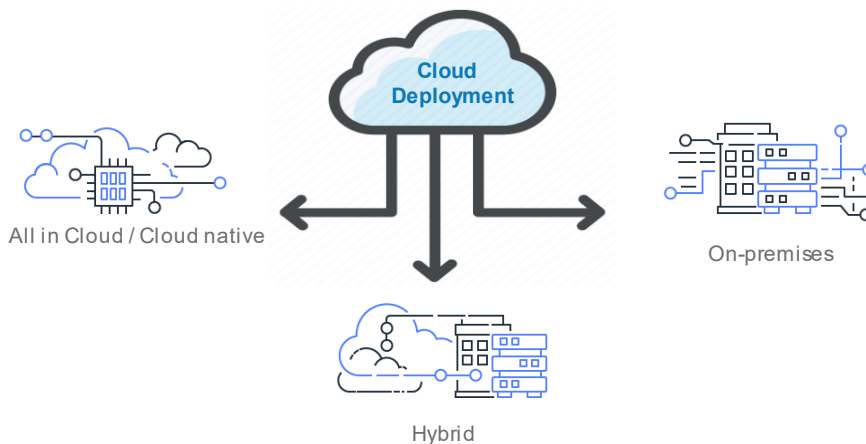 Cloud
Deployment
All in Cloud / Cloud native
On-premises
Hybrid